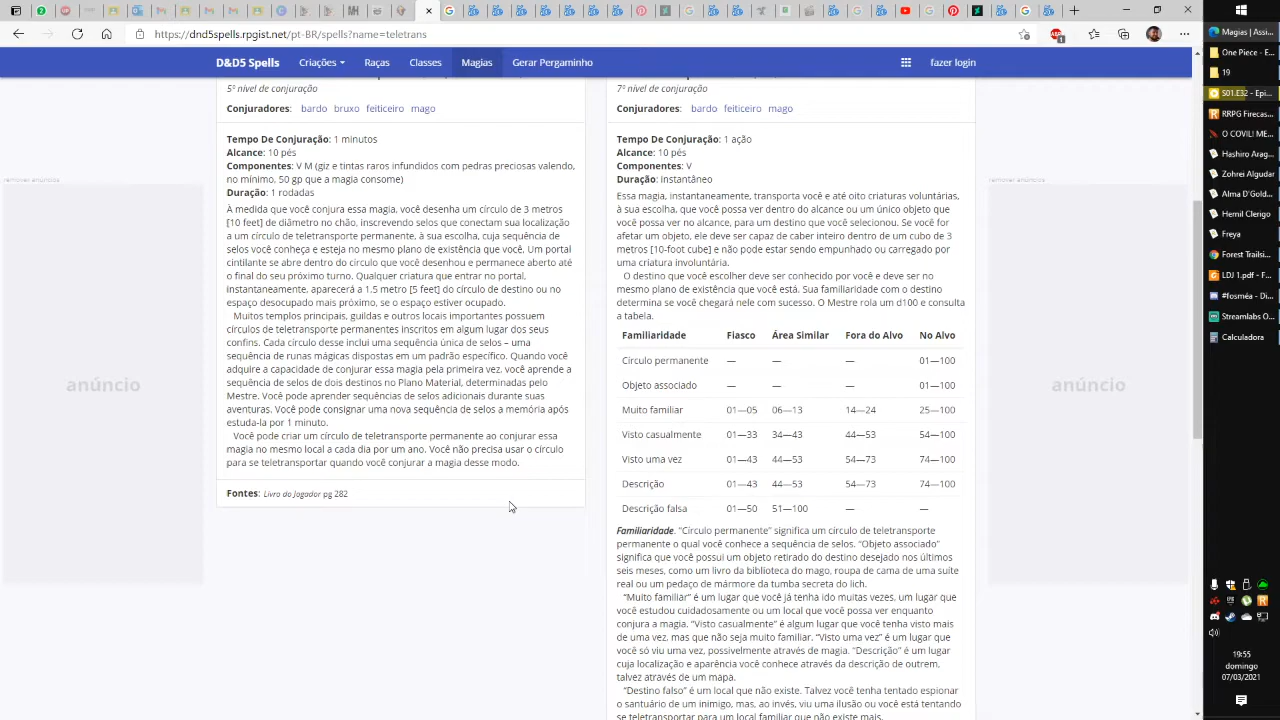 https://dnd5spells.rpgist.net/pt-BR/spells?name=teletrans
D&D5 Spells
Criações
Raças
Classes
Magias
Gerar Pergaminho
fazer login
5º nível de conjuração
Conjuradores: bardo bruxo feiticeiro mago
Tempo De Conjuração: 1 minutos
Alcance: 10 pés
Componentes: V M (giz e tintas raros infundidos com pedras preciosas valendo,
no mínimo, 50 gp que a magia consome)
Duração: 1 rodadas
À medida que você conjura essa magia, você desenha um círculo de 3 metros
[10 feet] de diâmetro no chão, inscrevendo selos que conectam sua localização
a um círculo de teletransporte permanente, à sua escolha, cuja sequência de
selos você conheça e esteja no mesmo plano de existência que você. Um portal
cintilante se abre dentro do círculo que você desenhou e permanece aberto até
o final do seu próximo turno. Qualquer criatura que entrar no portal,
instantaneamente, aparecerá a 1.5 metro [5 feet] do círculo de destino ou no
espaço desocupado mais próximo, se o espaço estiver ocupado.
Muitos templos principais, guildas e outros locais importantes possuem
círculos de teletransporte permanentes inscritos em algum lugar dos seus
confins. Cada círculo desse inclui uma sequência única de selos – uma
sequência de runas mágicas dispostas em um padrão específico. Quando você
adquire a capacidade de conjurar essa magia pela primeira vez, você aprende a
sequência de selos de dois destinos no Plano Material, determinadas pelo
Mestre. Você pode aprender sequências de selos adicionais durante suas
aventuras. Você pode consignar uma nova sequência de selos a memória após
estuda-la por 1 minuto.
Você pode criar um círculo de teletransporte permanente ao conjurar essa
magia no mesmo local a cada dia por um ano. Você não precisa usar o círculo
para se teletransportar quando você conjurar a magia desse modo.
Fontes: Livro do Jogador pg 282
7º nível de conjuração
Conjuradores: bardo feiticeiro mago
Tempo De Conjuração: 1 ação
Alcance: 10 pés
Componentes: V
Duração: instantâneo
Essa magia, instantaneamente, transporta você e até oito criaturas voluntárias,
à sua escolha, que você possa ver dentro do alcance ou um único objeto que
você possa ver no alcance, para um destino que você selecionou. Se você for
afetar um objeto, ele deve ser capaz de caber inteiro dentro de um cubo de 3
metros [10-foot cube] e não pode estar sendo empunhado ou carregado por
uma criatura involuntária.
O destino que você escolher deve ser conhecido por você e deve ser no
mesmo plano de existência que você está. Sua familiaridade com o destino
determina se você chegará nele com sucesso. O Mestre rola um d100 e consulta
a tabela.
Familiaridade Fiasco Área Similar Fora do Alvo No Alvo
Círculo permanente — — — 01—100
Objeto associado — — — 01—100
Muito familiar 01—05 06—13 14—24 25—100
Visto casualmente 01—33 34—43 44—53 54—100
Visto uma vez 01—43 44—53 54—73 74—100
Descrição 01—43 44—53 54—73 74—100
Descrição falsa 01—50 51—100 — —
Familiaridade. “Círculo permanente” significa um círculo de teletransporte
permanente o qual você conhece a sequência de selos. “Objeto associado”
significa que você possui um objeto retirado do destino desejado nos últimos
seis meses, como um livro da biblioteca do mago, roupa de cama de uma suíte
real ou um pedaço de mármore da tumba secreta do lich.
“Muito familiar” é um lugar que você já tenha ido muitas vezes, um lugar que
você estudou cuidadosamente ou um local que você possa ver enquanto
conjura a magia. “Visto casualmente” é algum lugar que você tenha visto mais
de uma vez, mas que não seja muito familiar. “Visto uma vez” é um lugar que
você só viu uma vez, possivelmente através de magia. “Descrição” é um lugar
cuja localização e aparência você conhece através da descrição de outrem,
talvez através de um mapa.
“Destino falso” é um local que não existe. Talvez você tenha tentado espionar
o santuário de um inimigo, mas, ao invés, viu uma ilusão ou você está tentando
se teletransportar para um local familiar que não existe mais.
remover anúncios
anúncio
remover anúncios
anúncio
Magias | Assi...
One Piece - E...
19
S01.E32 - Epi...
RRPG Firecas...
O COVIL! ME...
Hashiro Arag...
Zohrei Algudar
Alma D'Gold...
Hemil Clerigo
Freya
Forest Trailsi...
LDJ 1.pdf - F...
#fosméa - Di...
Streamlabs O...
Calculadora
19:55
domingo
07/03/2021